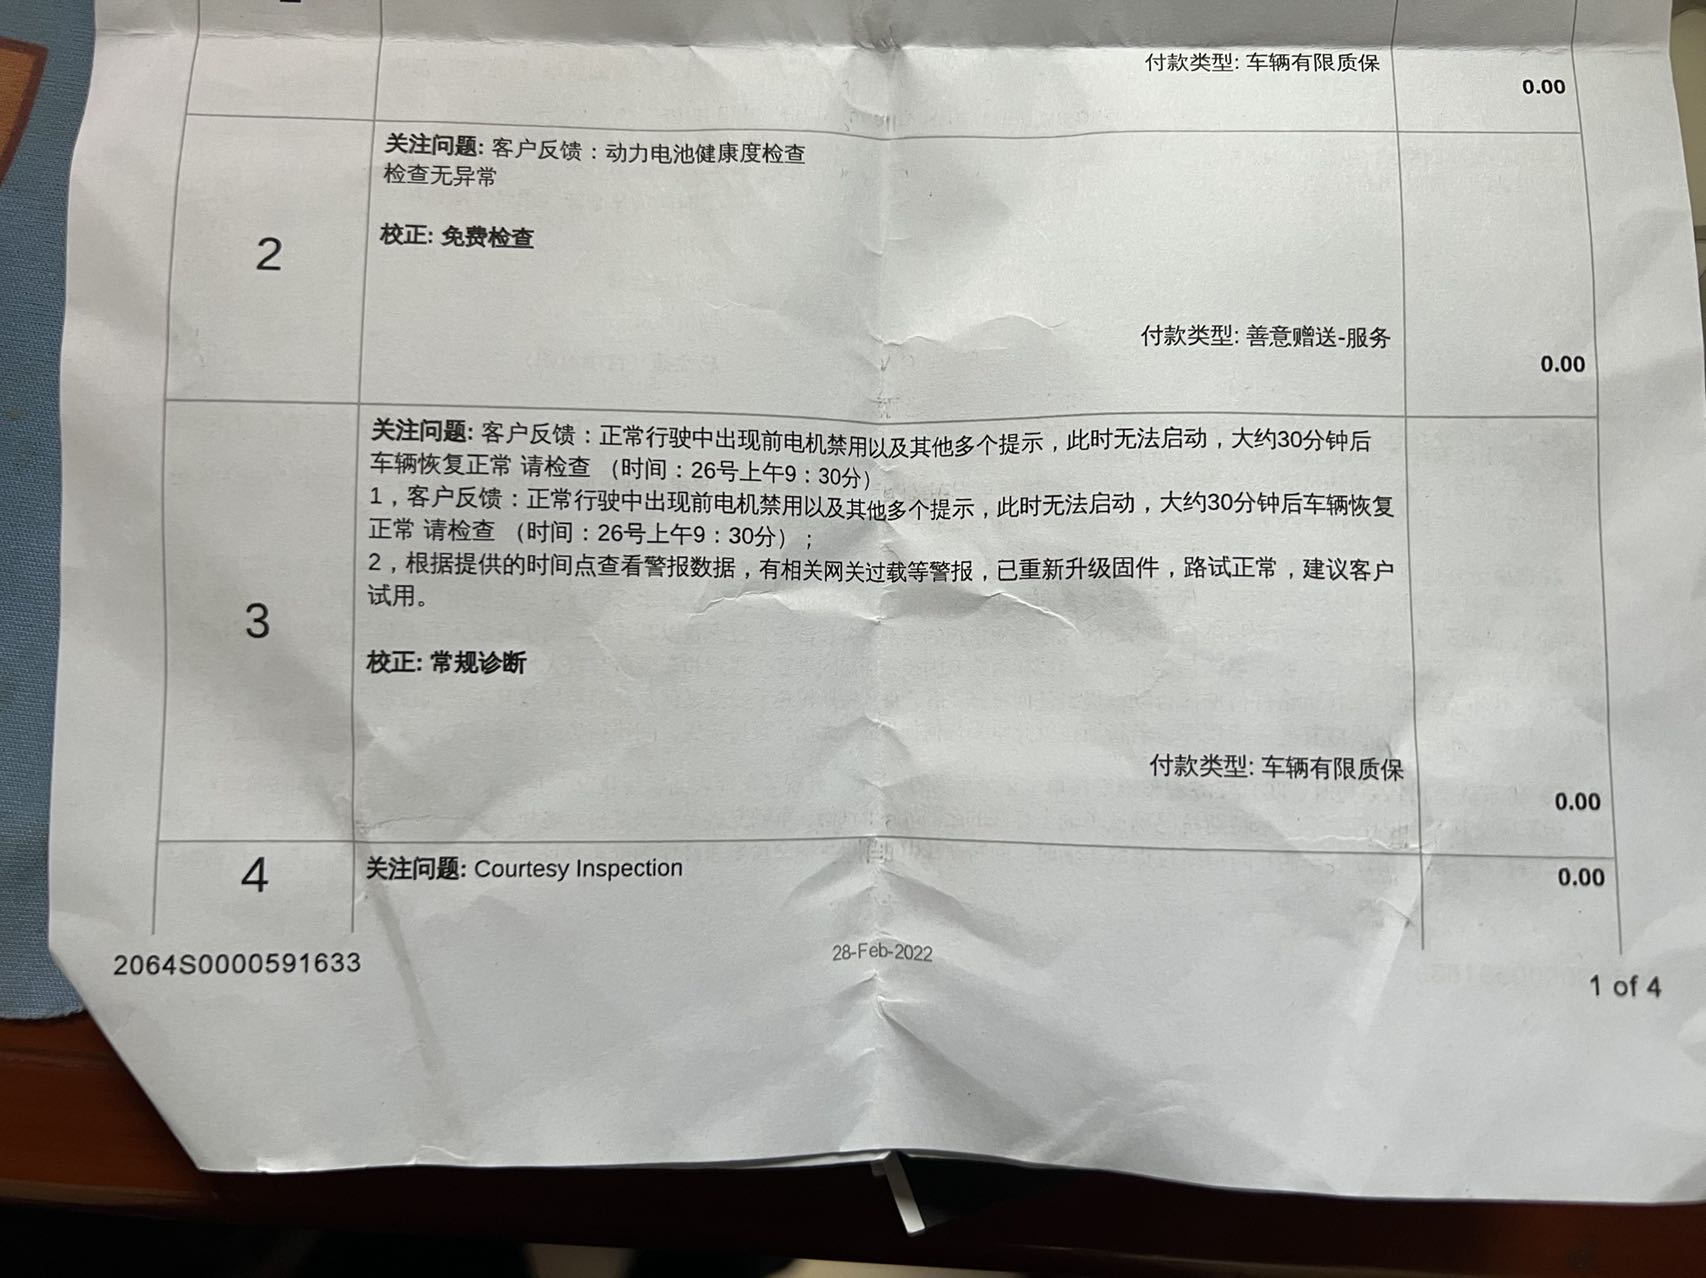 付款类型: 车辆有限质保
0.00
2
关注问题: 客户反馈：动力电池健康度检查
检查无异常
校正: 免费检查
付款类型: 善意赠送-服务
0.00
3
关注问题: 客户反馈：正常行驶中出现前电机禁用以及其他多个提示，此时无法启动，大约30分钟后
车辆恢复正常 请检查 （时间：26号上午9：30分）
1，客户反馈：正常行驶中出现前电机禁用以及其他多个提示，此时无法启动，大约30分钟后车辆恢复
正常 请检查 （时间：26号上午9：30分）；
2，根据提供的时间点查看警报数据，有相关网关过载等警报，已重新升级固件，路试正常，建议客户
试用。
校正: 常规诊断
付款类型: 车辆有限质保
0.00
4
关注问题: Courtesy Inspection
0.00
2064S0000591633
28-Feb-2022
1 of 4